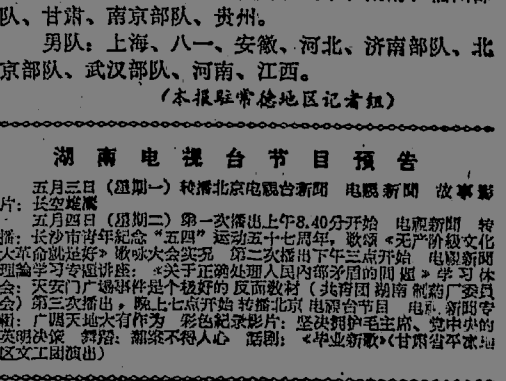 队、甘肃、南京部队、贵州。
男队：上海、八一、安徽、河北、济南部队、北
京部队、武汉部队、河南、江西。
（本报驻常德地区记者组）
湖南电视台节目预告
五月三日（星期一）转播北京电视台新闻 电视新闻 故事影
片：长空雄鹰
五月四日（星期二）第一次播出上午8.40分开始 电视新闻 转
播：长沙市青年纪念“五四”运动五十七周年，歌颂《无产阶级文化
大革命就是好》歌咏大会实况 第二次播出下午三点开始 电视新闻
理论学习专题讲座：《关于正确处理人民内部矛盾的问题》学习体
会：天安门广场事件是个极好的反面教材（共青团湖南制药厂委员
会）第三次播出，晚上七点开始 转播北京电视台节目 电视新闻专
辑：广阔天地大有作为 彩色纪录影片：坚决拥护毛主席、党中央的
英明决策 舞蹈：翻案不得人心 话剧：《毕业新歌》（甘肃省平凉地
区文工团演出）